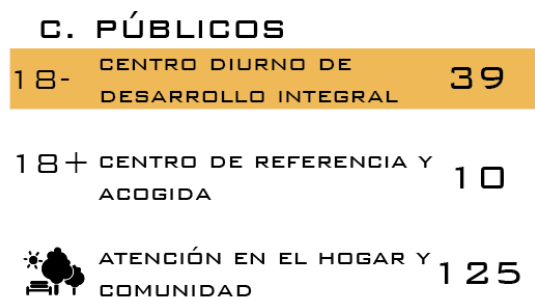 C. PÚBLICOS
18- CENTRO DIURNO DE DESARROLLO INTEGRAL 39
18+ CENTRO DE REFERENCIA Y ACOGIDA 10
ATENCIÓN EN EL HOGAR Y COMUNIDAD 125